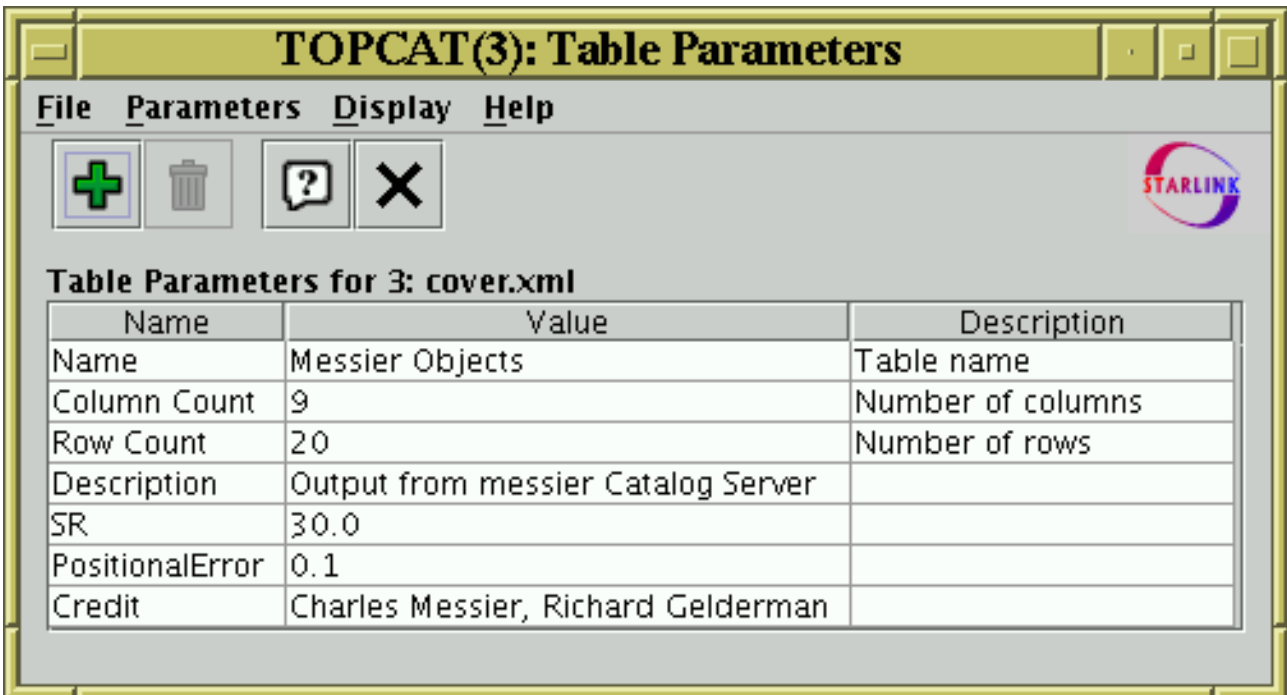 TOPCAT(3): Table Parameters
File Parameters Display Help
STARLINK
Table Parameters for 3: cover.xml
Name Value Description
Name Messier Objects Table name
Column Count 9 Number of columns
Row Count 20 Number of rows
Description Output from messier Catalog Server
SR 30.0
PositionalError 0.1
Credit Charles Messier, Richard Gelderman